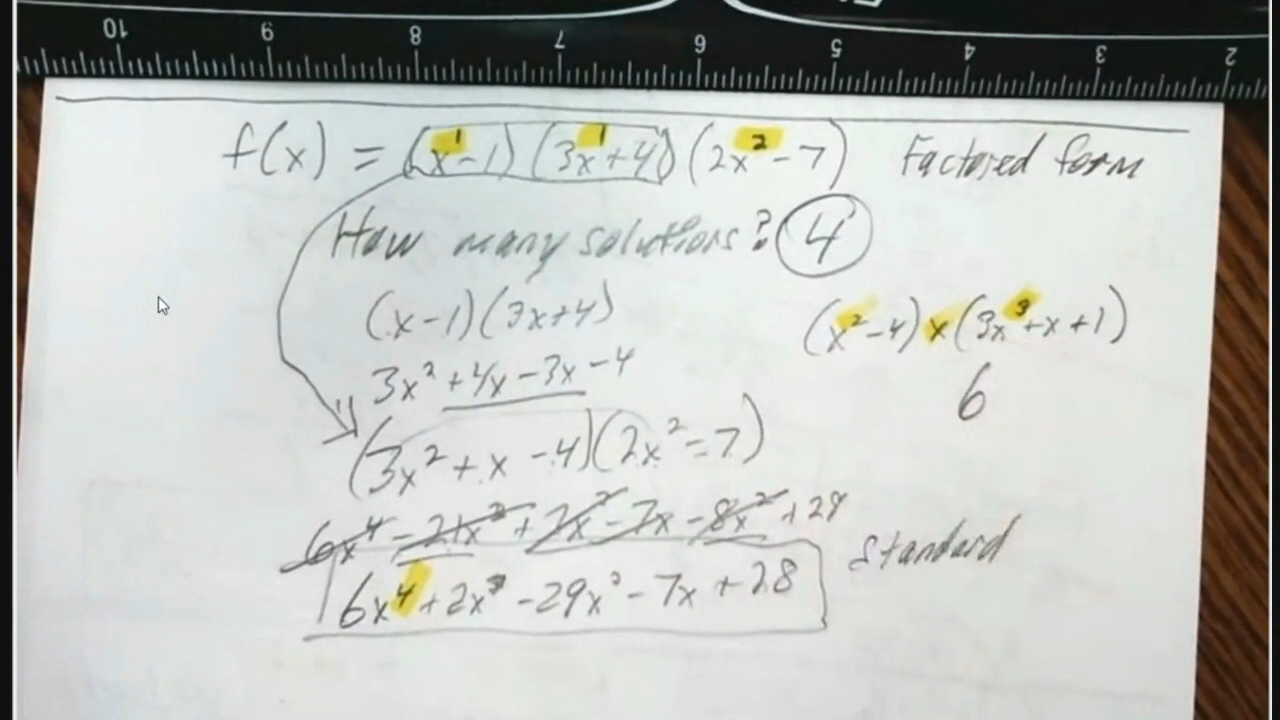 10 9 8 7 6 5 4 3 2
f(x) = (x¹-1) (3x¹+4) (2x²-7) Factored form
How many solutions? 4
(x-1)(3x+4)
(x²-4) x (3x³+x+1)
3x²+4x-3x-4
6
(3x²+x-4)(2x²-7)
6x⁴-21x²+2x²-7x-8x²+28
Standard
6x⁴+2x³-29x²-7x+28